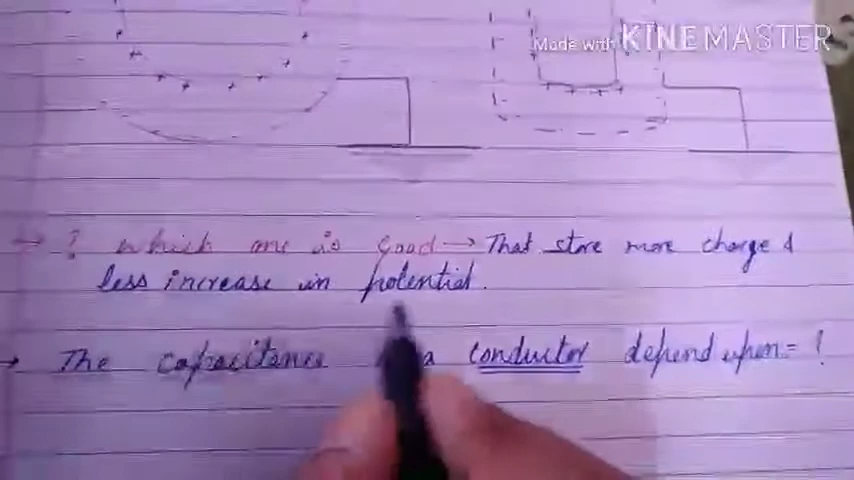 Made with KINEMASTER
→ ? which one is Good → That store more charge &
less increase in potential.
→ The capacitance a conductor depend upon = ?